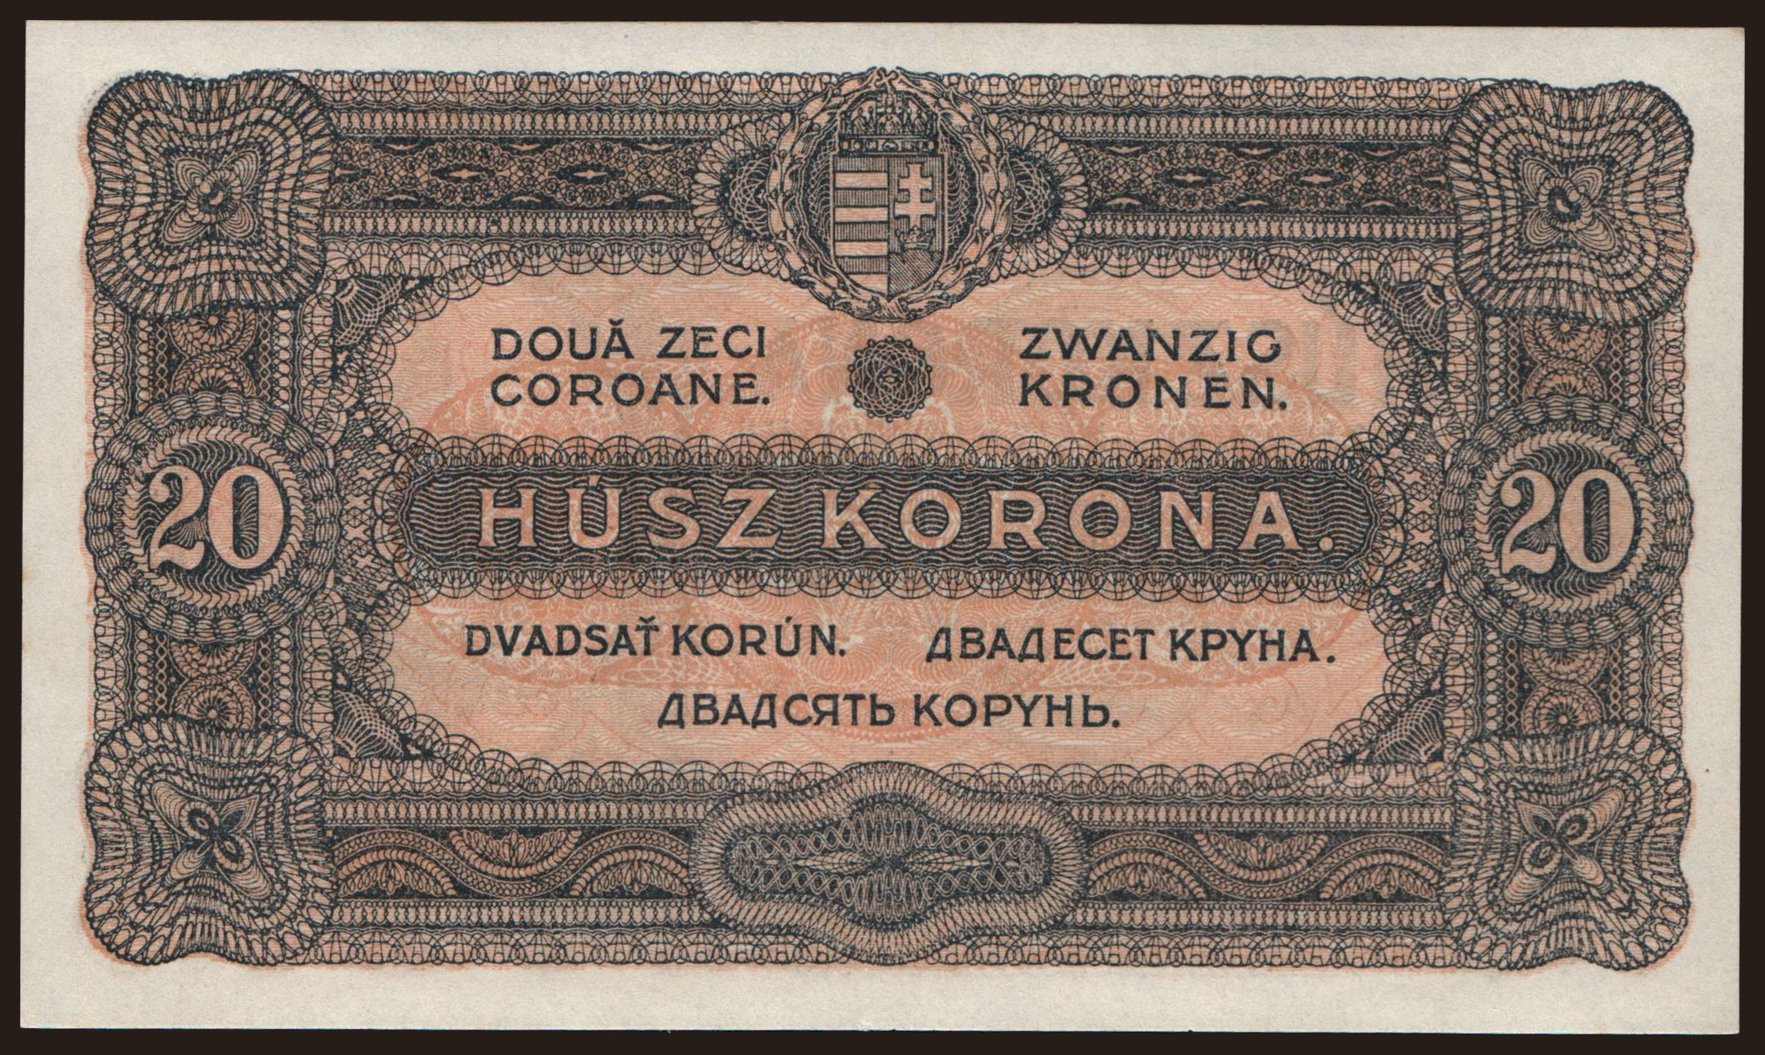 DOUĂ ZECI
COROANE.
ZWANZIG
KRONEN.
20
HÚSZ KORONA.
20
DVADSAŤ KORÚN.
ДВАДЕСЕТ КРУНА.
ДВАДСЯТЬ КОРУНЬ.